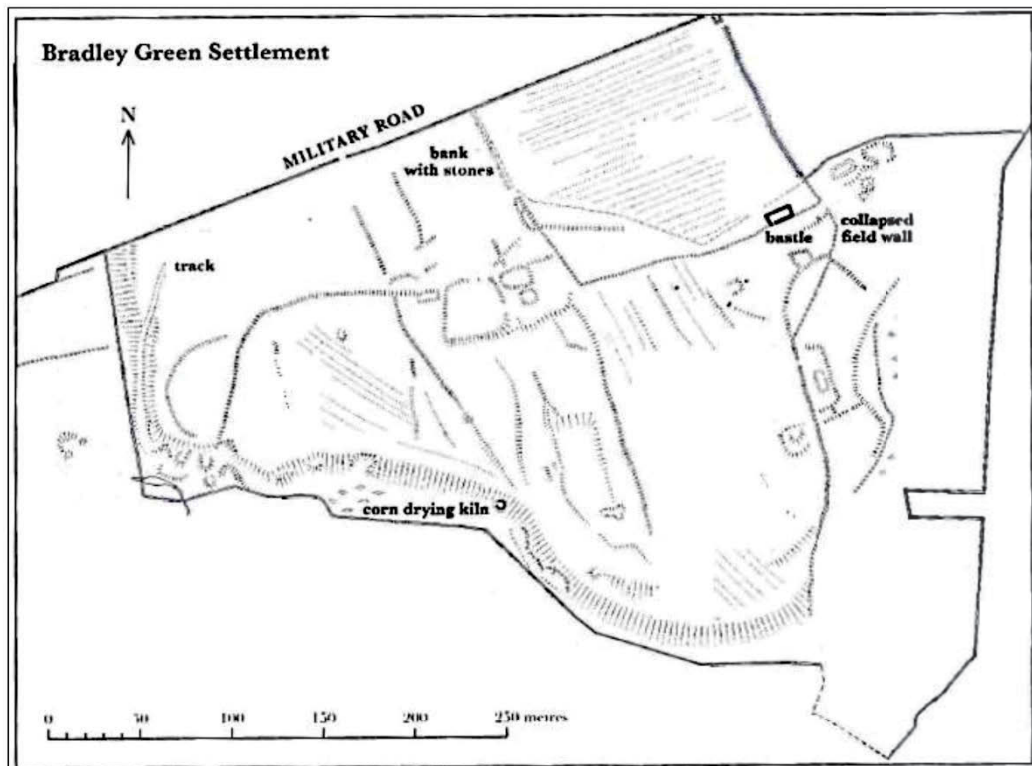 Bradley Green Settlement
N
MILITARY ROAD
bank
with stones
track
bastle
collapsed
field wall
corn drying kiln
0 50 100 150 200 250 metres